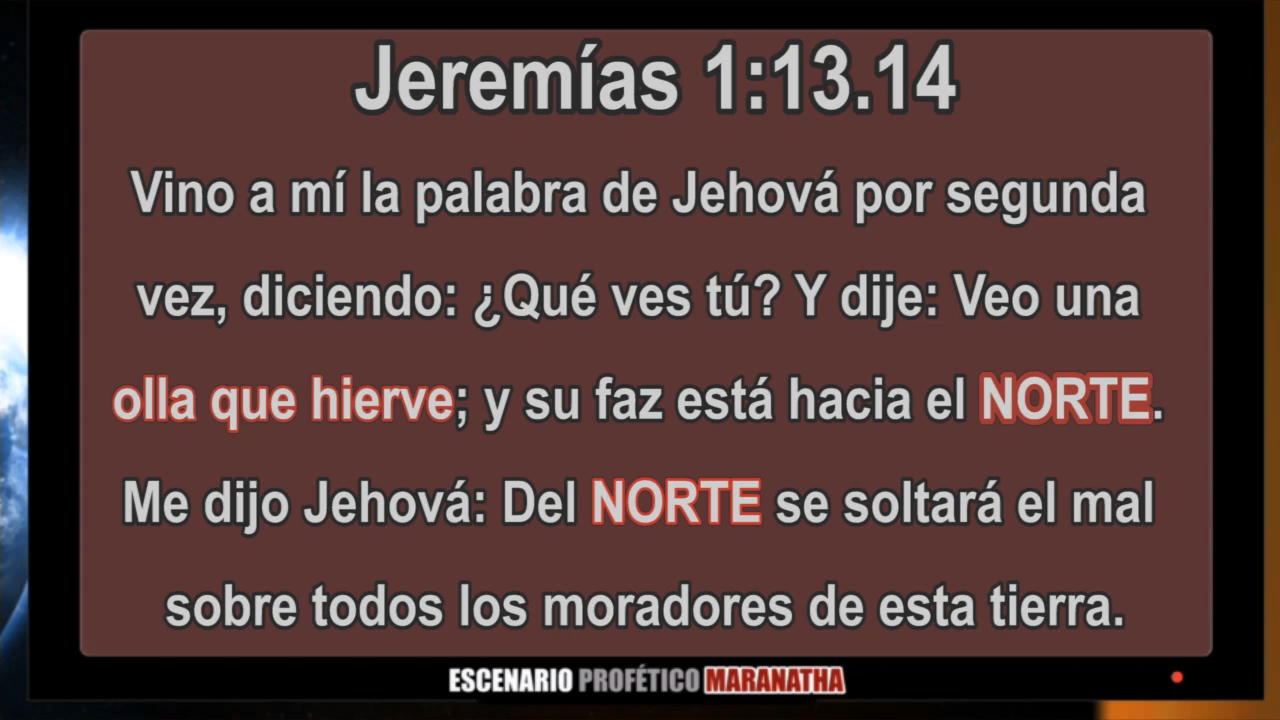 Jeremías 1:13.14
Vino a mí la palabra de Jehová por segunda
vez, diciendo: ¿Qué ves tú? Y dije: Veo una
olla que hierve; y su faz está hacia el NORTE.
Me dijo Jehová: Del NORTE se soltará el mal
sobre todos los moradores de esta tierra.
ESCENARIO PROFÉTICO MARANATHA